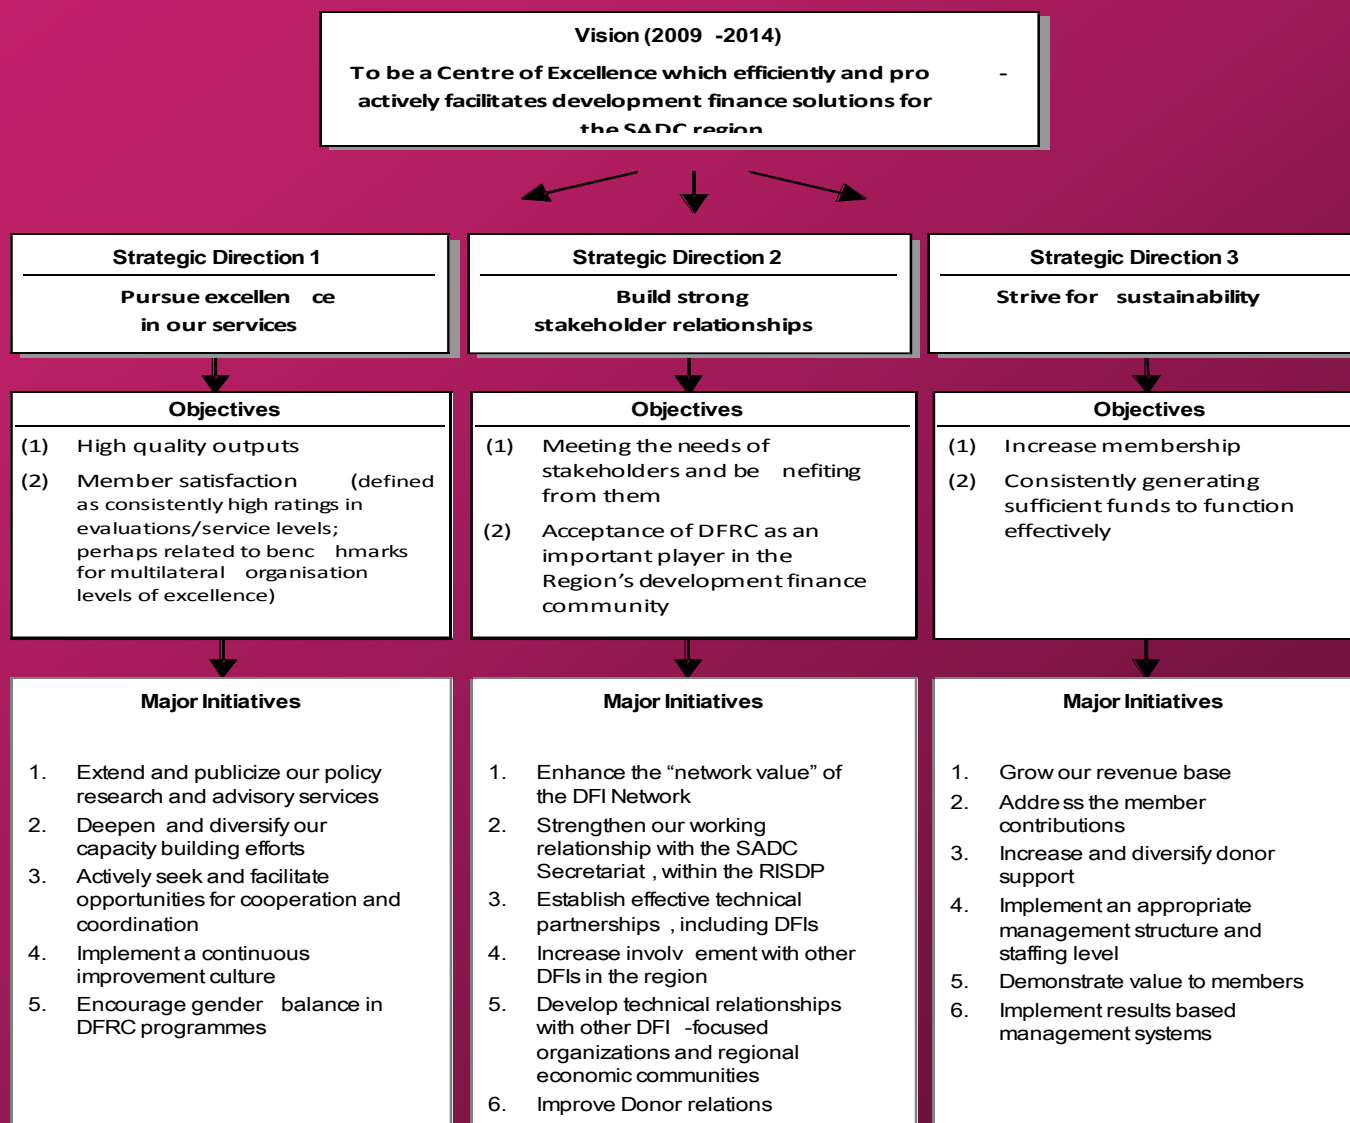 Vision (2009 -2014)
To be a Centre of Excellence which efficiently and pro -
actively facilitates development finance solutions for
the SADC region
Strategic Direction 1
Pursue excellen ce
in our services
Strategic Direction 2
Build strong
stakeholder relationships
Strategic Direction 3
Strive for sustainability
Objectives
(1) High quality outputs
(2) Member satisfaction (defined
as consistently high ratings in
evaluations/service levels;
perhaps related to benc hmarks
for multilateral organisation
levels of excellence)
Objectives
(1) Meeting the needs of
stakeholders and be nefiting
from them
(2) Acceptance of DFRC as an
important player in the
Region’s development finance
community
Objectives
(1) Increase membership
(2) Consistently generating
sufficient funds to function
effectively
Major Initiatives
1. Extend and publicize our policy
research and advisory services
2. Deepen and diversify our
capacity building efforts
3. Actively seek and facilitate
opportunities for cooperation and
coordination
4. Implement a continuous
improvement culture
5. Encourage gender balance in
DFRC programmes
Major Initiatives
1. Enhance the “network value” of
the DFI Network
2. Strengthen our working
relationship with the SADC
Secretariat , within the RISDP
3. Establish effective technical
partnerships , including DFIs
4. Increase involv ement with other
DFIs in the region
5. Develop technical relationships
with other DFI -focused
organizations and regional
economic communities
6. Improve Donor relations
Major Initiatives
1. Grow our revenue base
2. Addre ss the member
contributions
3. Increase and diversify donor
support
4. Implement an appropriate
management structure and
staffing level
5. Demonstrate value to members
6. Implement results based
management systems